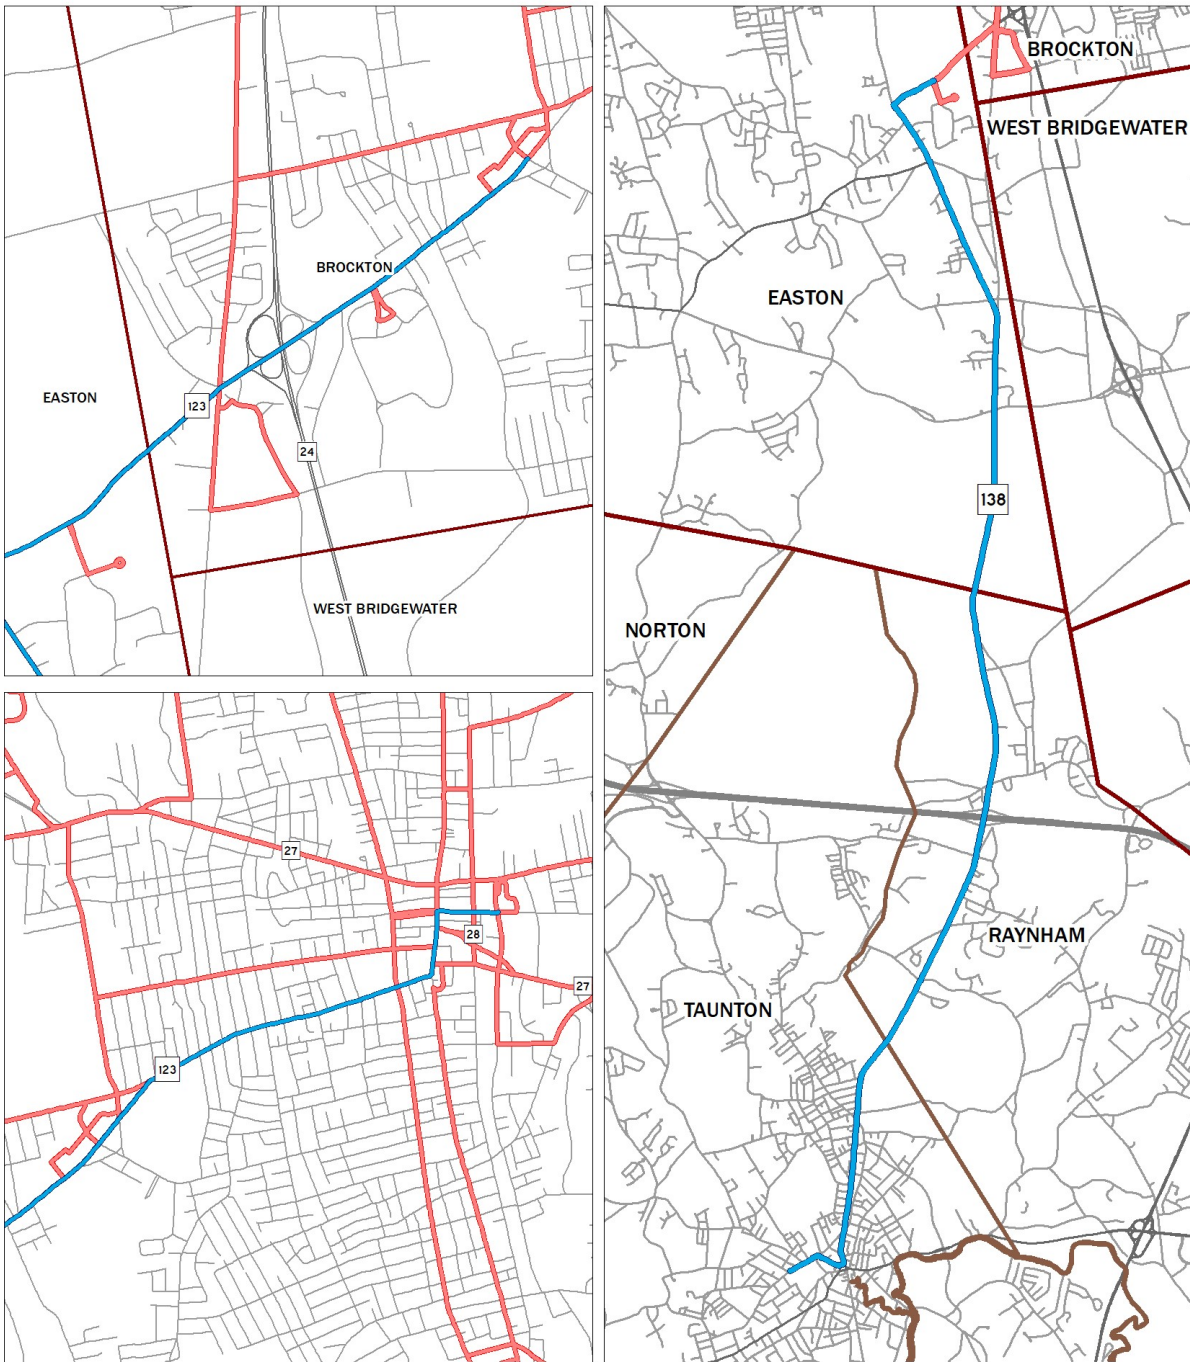 BROCKTON
123
EASTON
24
WEST BRIDGEWATER
27
28
27
123
BROCKTON
WEST BRIDGEWATER
EASTON
138
NORTON
RAYNHAM
TAUNTON